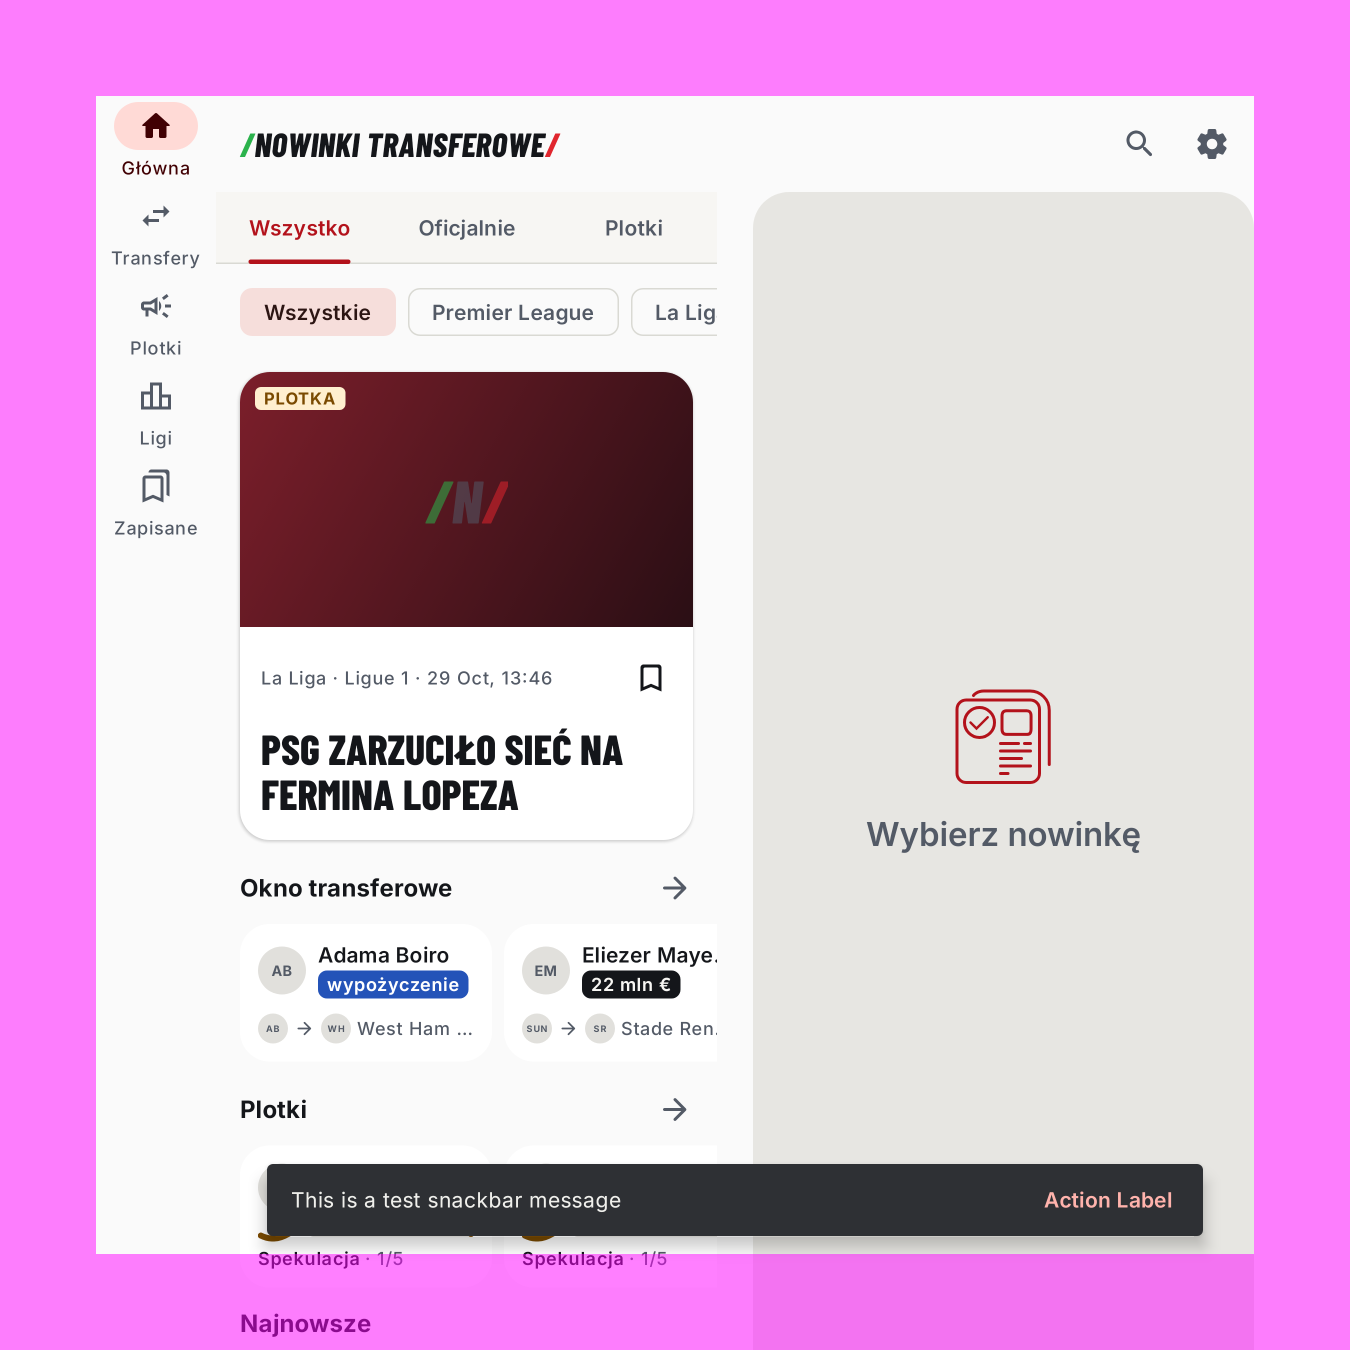 Główna
Transfery
Plotki
Ligi
Zapisane
/NOWINKI TRANSFEROWE/
Wszystko Oficjalnie Plotki
Wszystkie Premier League La Lig
PLOTKA
/N/
La Liga · Ligue 1 · 29 Oct, 13:46
PSG ZARZUCIŁO SIEĆ NA
FERMINA LOPEZA
Okno transferowe
AB Adama Boiro
wypożyczenie
AB → WH West Ham ...
EM Eliezer Maye.
22 mln €
SUN → SR Stade Ren.
Plotki
This is a test snackbar message Action Label
Spekulacja · 1/5 Spekulacja · 1/5
Najnowsze
Wybierz nowinkę